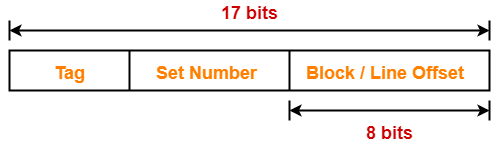 17 bits
Tag Set Number Block / Line Offset
8 bits